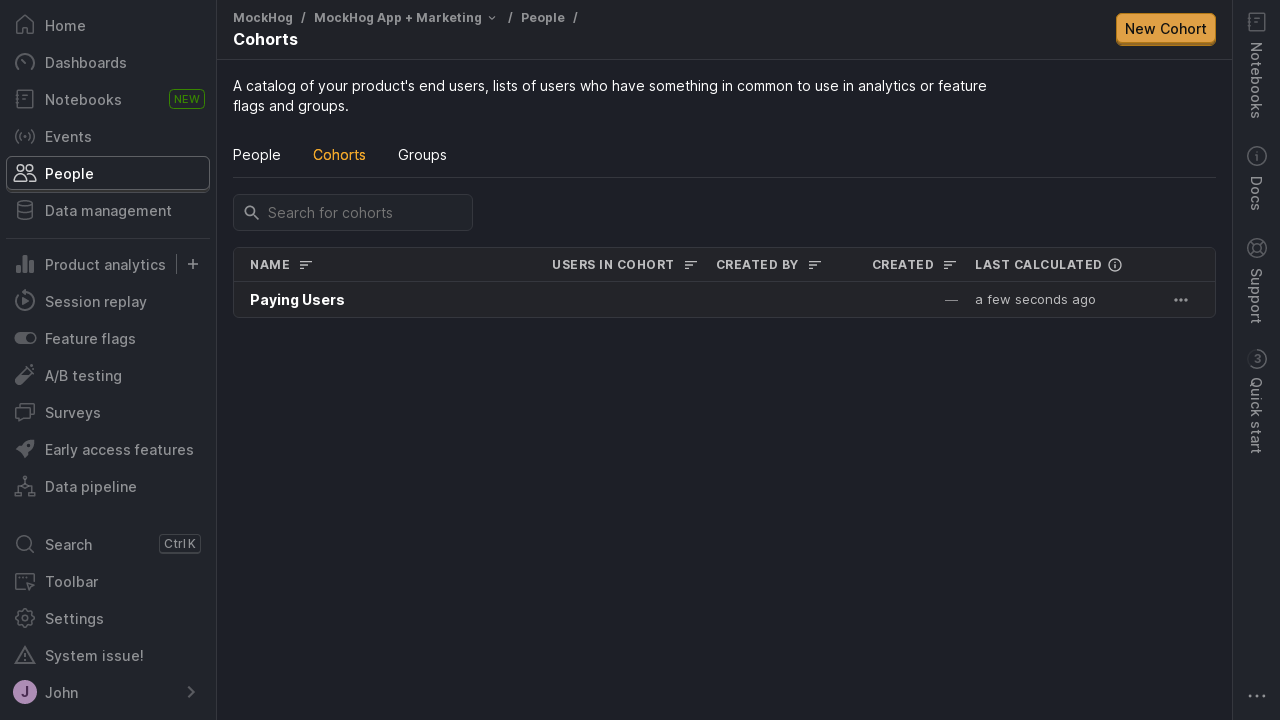 Home
Dashboards
Notebooks NEW
Events
People
Data management
Product analytics +
Session replay
Feature flags
A/B testing
Surveys
Early access features
Data pipeline
Search Ctrl K
Toolbar
Settings
System issue!
J John
MockHog / MockHog App + Marketing / People /
Cohorts
New Cohort
A catalog of your product's end users, lists of users who have something in common to use in analytics or feature
flags and groups.
People Cohorts Groups
Search for cohorts
NAME USERS IN COHORT CREATED BY CREATED LAST CALCULATED
Paying Users — a few seconds ago
Notebooks
Docs
Support
3 Quick start